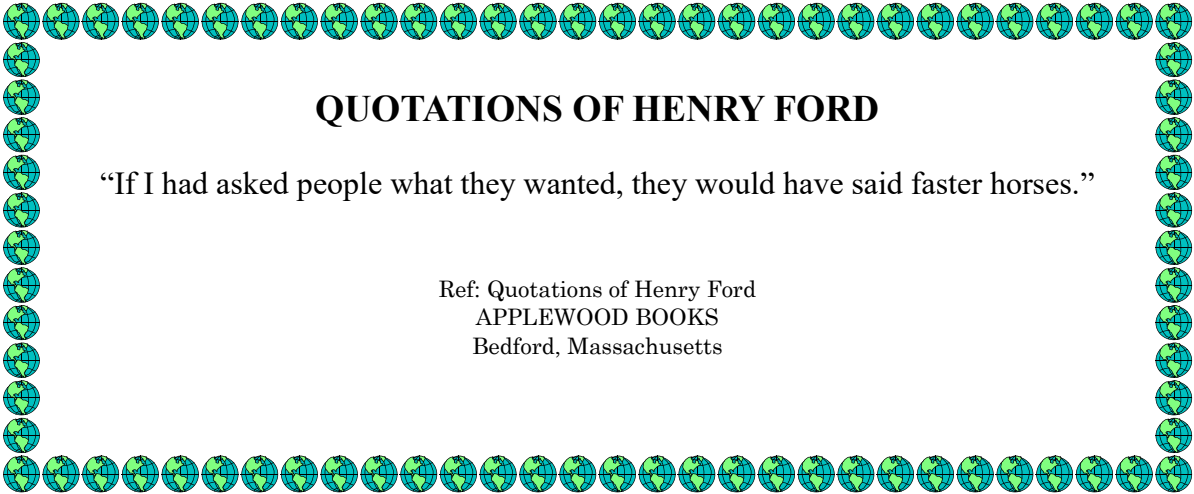 QUOTATIONS OF HENRY FORD
“If I had asked people what they wanted, they would have said faster horses.”
Ref: Quotations of Henry Ford
APPLEWOOD BOOKS
Bedford, Massachusetts